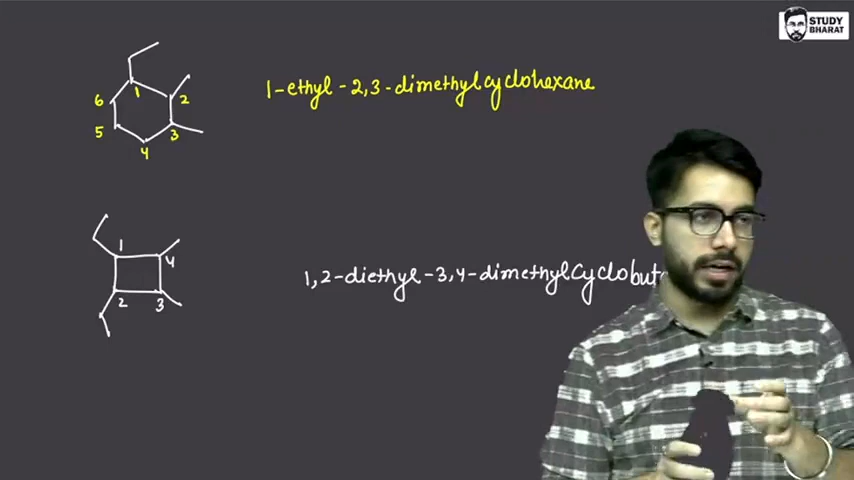 STUDY
BHARAT
1-ethyl-2,3-dimethylcyclohexane
1
2
3
4
5
6
1,2-diethyl-3,4-dimethylcyclobut
1
4
2
3